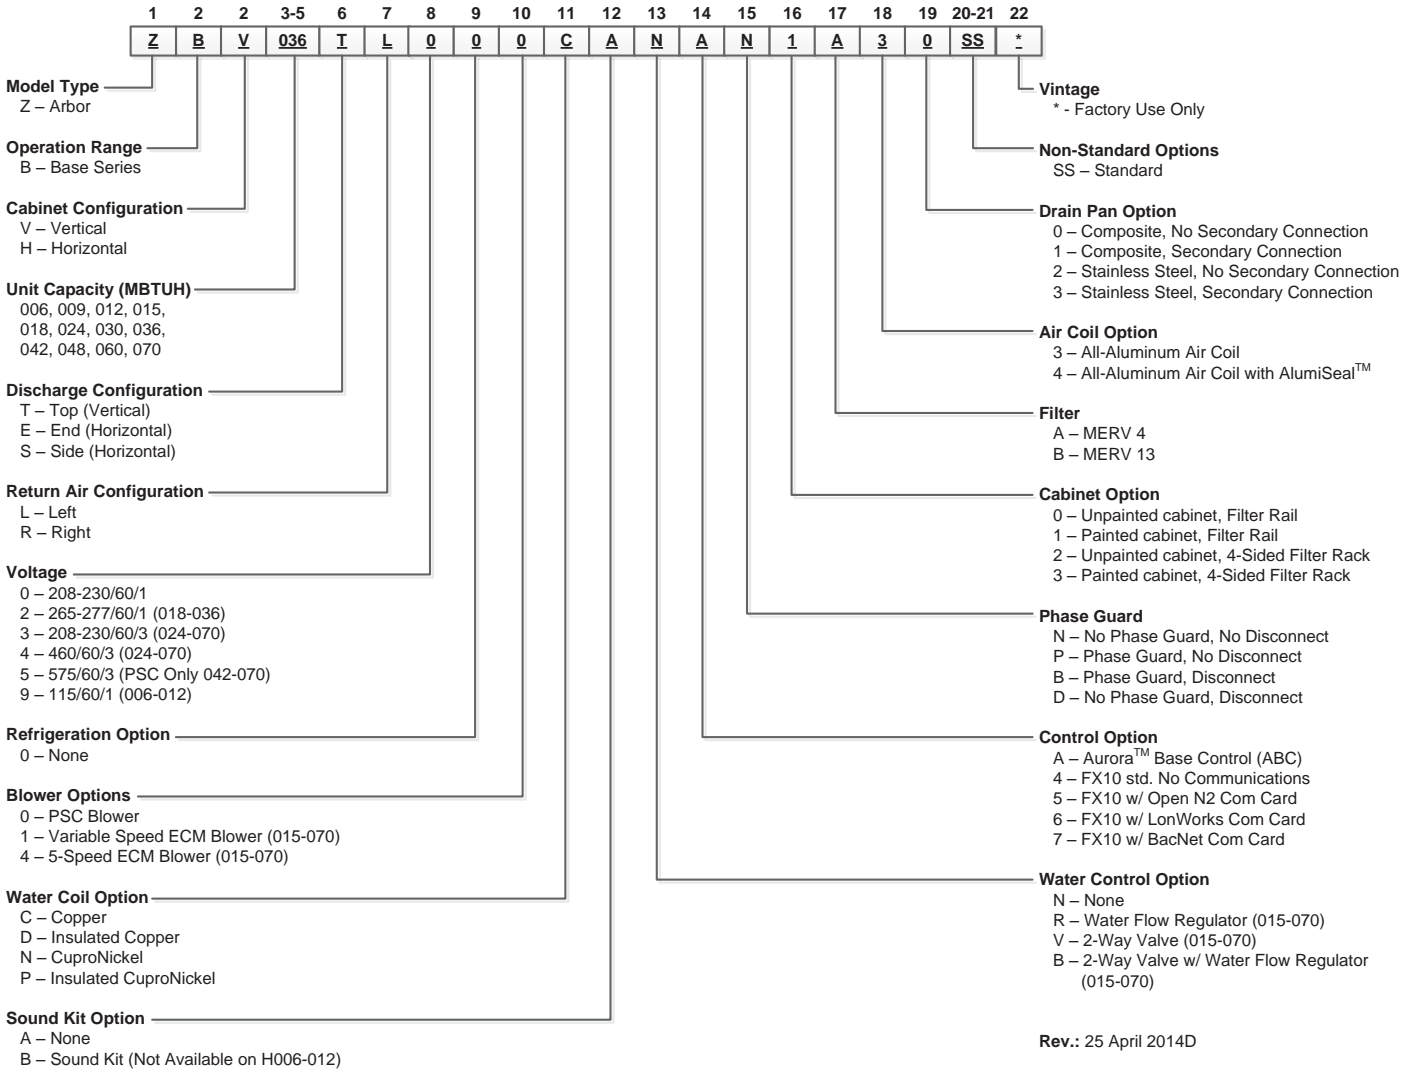 1 2 2 3-5 6 7 8 9 10 11 12 13 14 15 16 17 18 19 20-21 22
Z B V 036 T L 0 0 0 C A N A N 1 A 3 0 SS *
Model Type
Z – Arbor
Operation Range
B – Base Series
Cabinet Configuration
V – Vertical
H – Horizontal
Unit Capacity (MBTUH)
006, 009, 012, 015,
018, 024, 030, 036,
042, 048, 060, 070
Discharge Configuration
T – Top (Vertical)
E – End (Horizontal)
S – Side (Horizontal)
Return Air Configuration
L – Left
R – Right
Voltage
0 – 208-230/60/1
2 – 265-277/60/1 (018-036)
3 – 208-230/60/3 (024-070)
4 – 460/60/3 (024-070)
5 – 575/60/3 (PSC Only 042-070)
9 – 115/60/1 (006-012)
Refrigeration Option
0 – None
Blower Options
0 – PSC Blower
1 – Variable Speed ECM Blower (015-070)
4 – 5-Speed ECM Blower (015-070)
Water Coil Option
C – Copper
D – Insulated Copper
N – CuproNickel
P – Insulated CuproNickel
Sound Kit Option
A – None
B – Sound Kit (Not Available on H006-012)
Vintage
* - Factory Use Only
Non-Standard Options
SS – Standard
Drain Pan Option
0 – Composite, No Secondary Connection
1 – Composite, Secondary Connection
2 – Stainless Steel, No Secondary Connection
3 – Stainless Steel, Secondary Connection
Air Coil Option
3 – All-Aluminum Air Coil
4 – All-Aluminum Air Coil with AlumiSeal™
Filter
A – MERV 4
B – MERV 13
Cabinet Option
0 – Unpainted cabinet, Filter Rail
1 – Painted cabinet, Filter Rail
2 – Unpainted cabinet, 4-Sided Filter Rack
3 – Painted cabinet, 4-Sided Filter Rack
Phase Guard
N – No Phase Guard, No Disconnect
P – Phase Guard, No Disconnect
B – Phase Guard, Disconnect
D – No Phase Guard, Disconnect
Control Option
A – Aurora™ Base Control (ABC)
4 – FX10 std. No Communications
5 – FX10 w/ Open N2 Com Card
6 – FX10 w/ LonWorks Com Card
7 – FX10 w/ BacNet Com Card
Water Control Option
N – None
R – Water Flow Regulator (015-070)
V – 2-Way Valve (015-070)
B – 2-Way Valve w/ Water Flow Regulator
(015-070)
Rev.: 25 April 2014D